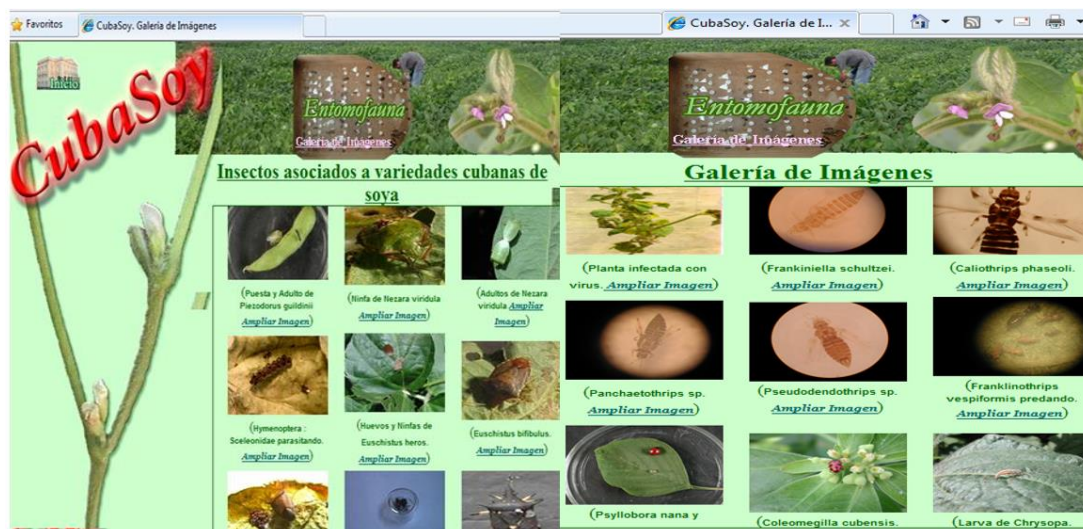 Favoritos
CubaSoy. Galería de Imágenes
Inicio
CubaSoy
Entomofauna
Galería de Imágenes
Insectos asociados a variedades cubanas de
soya
(Puesta y Adulto de
Piezodorus guildinii
Ampliar Imagen)
(Ninfa de Nezara viridula
Ampliar Imagen)
(Adultos de Nezara
viridula Ampliar
Imagen)
(Hymenoptera :
Sceleonidae parasitando.
Ampliar Imagen)
(Huevos y Ninfas de
Euschistus heros.
Ampliar Imagen)
(Euschistus bifibulus.
Ampliar Imagen)
CubaSoy. Galería de I...
Entomofauna
Galería de Imágenes
Galería de Imágenes
(Planta infectada con
virus. Ampliar Imagen)
(Frankiniella schultzei.
Ampliar Imagen)
(Caliothrips phaseoli.
Ampliar Imagen)
(Panchaetothrips sp.
Ampliar Imagen)
(Pseudodendothrips sp.
Ampliar Imagen)
(Franklinothrips
vespiformis predando.
Ampliar Imagen)
(Psyllobora nana y
(Coleomegilla cubensis.
(Larva de Chrysopa.